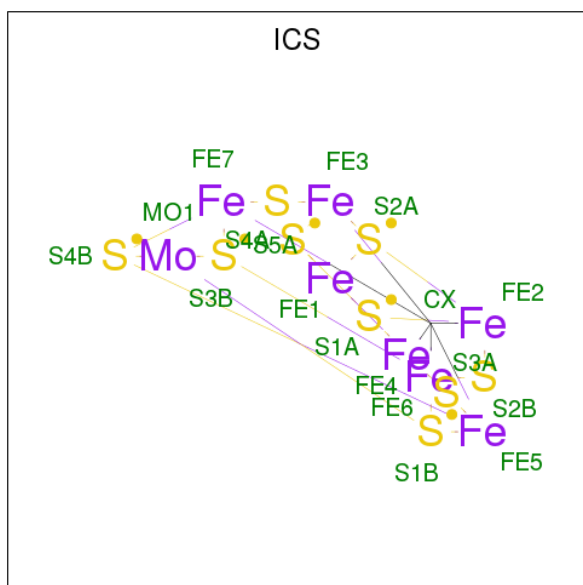 ICS
FE7 FE3
Fe S Fe S2A
MO1 S4A S5A S S
S4B S Mo S
S3B Fe CX FE2
FE1 S Fe
S1A Fe S3A
FE4 Fe S S
FE6 S2B
S Fe
S1B FE5